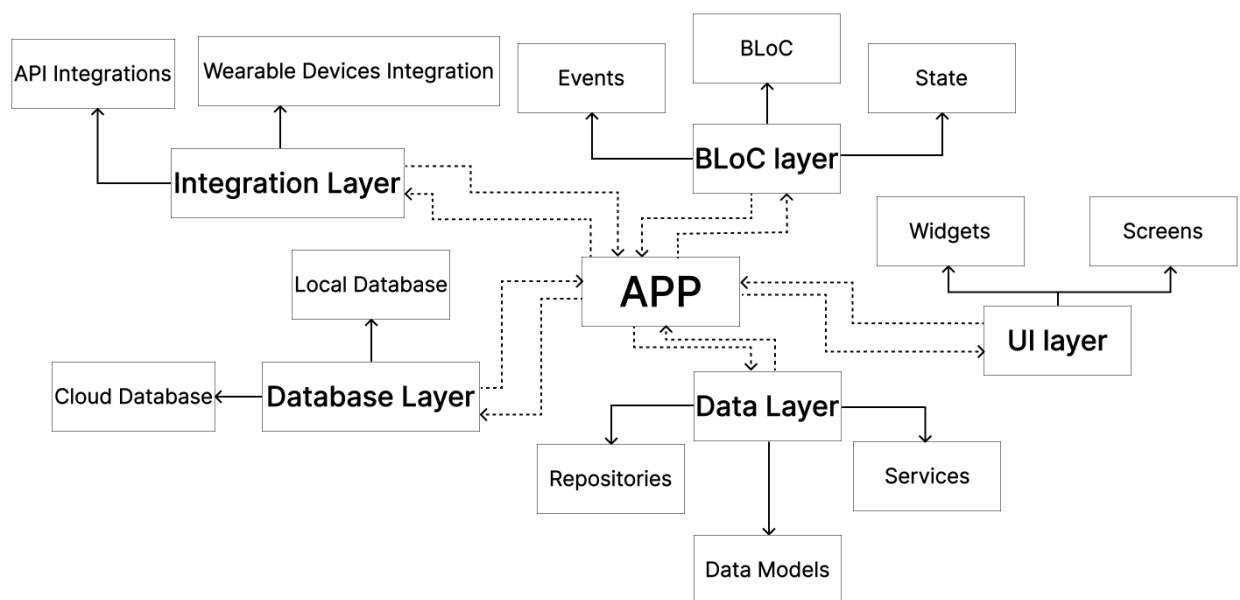 API Integrations
Wearable Devices Integration
Events
BLoC
State
Integration Layer
BLoC layer
Widgets
Screens
Local Database
APP
UI layer
Cloud Database
Database Layer
Data Layer
Repositories
Services
Data Models